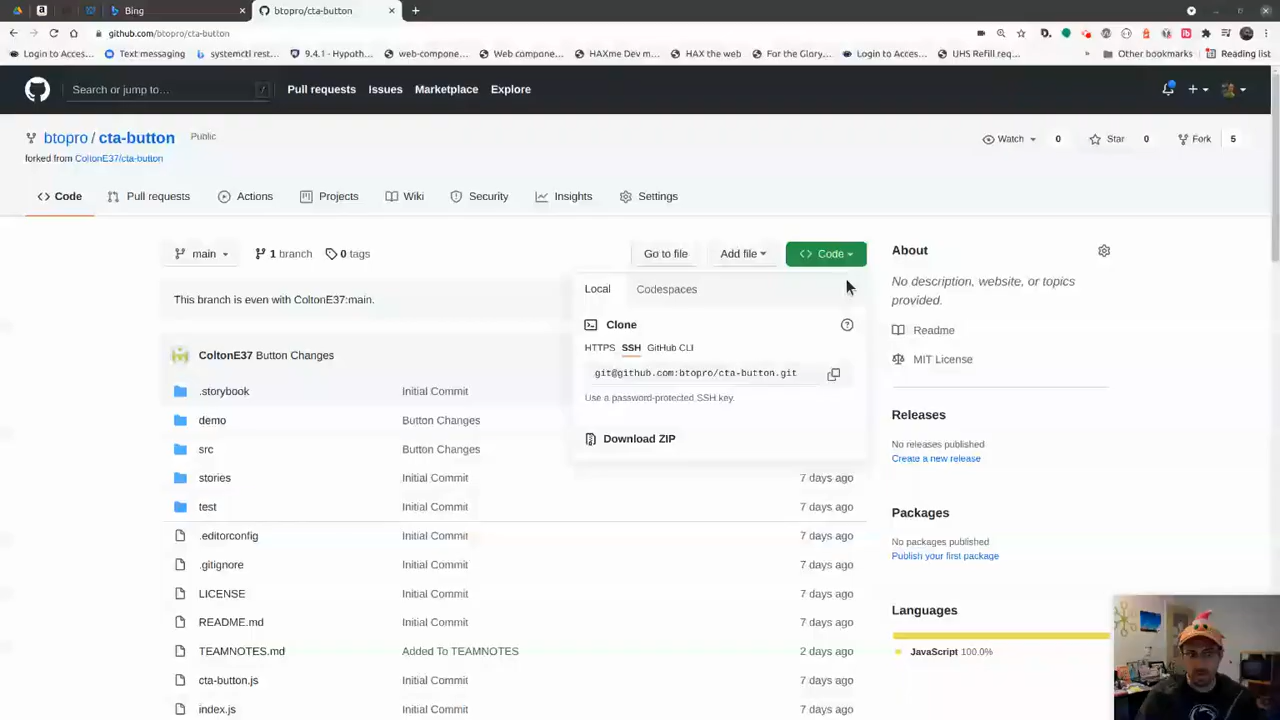 Bing
btopro/cta-button
github.com/btopro/cta-button
Login to Acces...
Text messaging
systemctl rest...
9.4.1 - Hypoth...
web-compone...
Web compone...
HAXme Dev m...
HAX the web
For the Glory...
Login to Acces...
UHS Refill req...
Other bookmarks
Reading list
Search or jump to...
/
Pull requests
Issues
Marketplace
Explore
btopro / cta-button
Public
forked from ColtonE37/cta-button
Watch 0
Star 0
Fork 5
Code
Pull requests
Actions
Projects
Wiki
Security
Insights
Settings
main
1 branch
0 tags
Go to file
Add file
Code
This branch is even with ColtonE37:main.
Local
Codespaces
Clone
HTTPS SSH GitHub CLI
git@github.com:btopro/cta-button.git
Use a password-protected SSH key.
Download ZIP
ColtonE37 Button Changes
.storybook Initial Commit
demo Button Changes
src Button Changes
stories Initial Commit 7 days ago
test Initial Commit 7 days ago
.editorconfig Initial Commit 7 days ago
.gitignore Initial Commit 7 days ago
LICENSE Initial Commit 7 days ago
README.md Initial Commit 7 days ago
TEAMNOTES.md Added To TEAMNOTES 2 days ago
cta-button.js Initial Commit 7 days ago
index.js Initial Commit 7 days ago
About
No description, website, or topics
provided.
Readme
MIT License
Releases
No releases published
Create a new release
Packages
No packages published
Publish your first package
Languages
JavaScript 100.0%